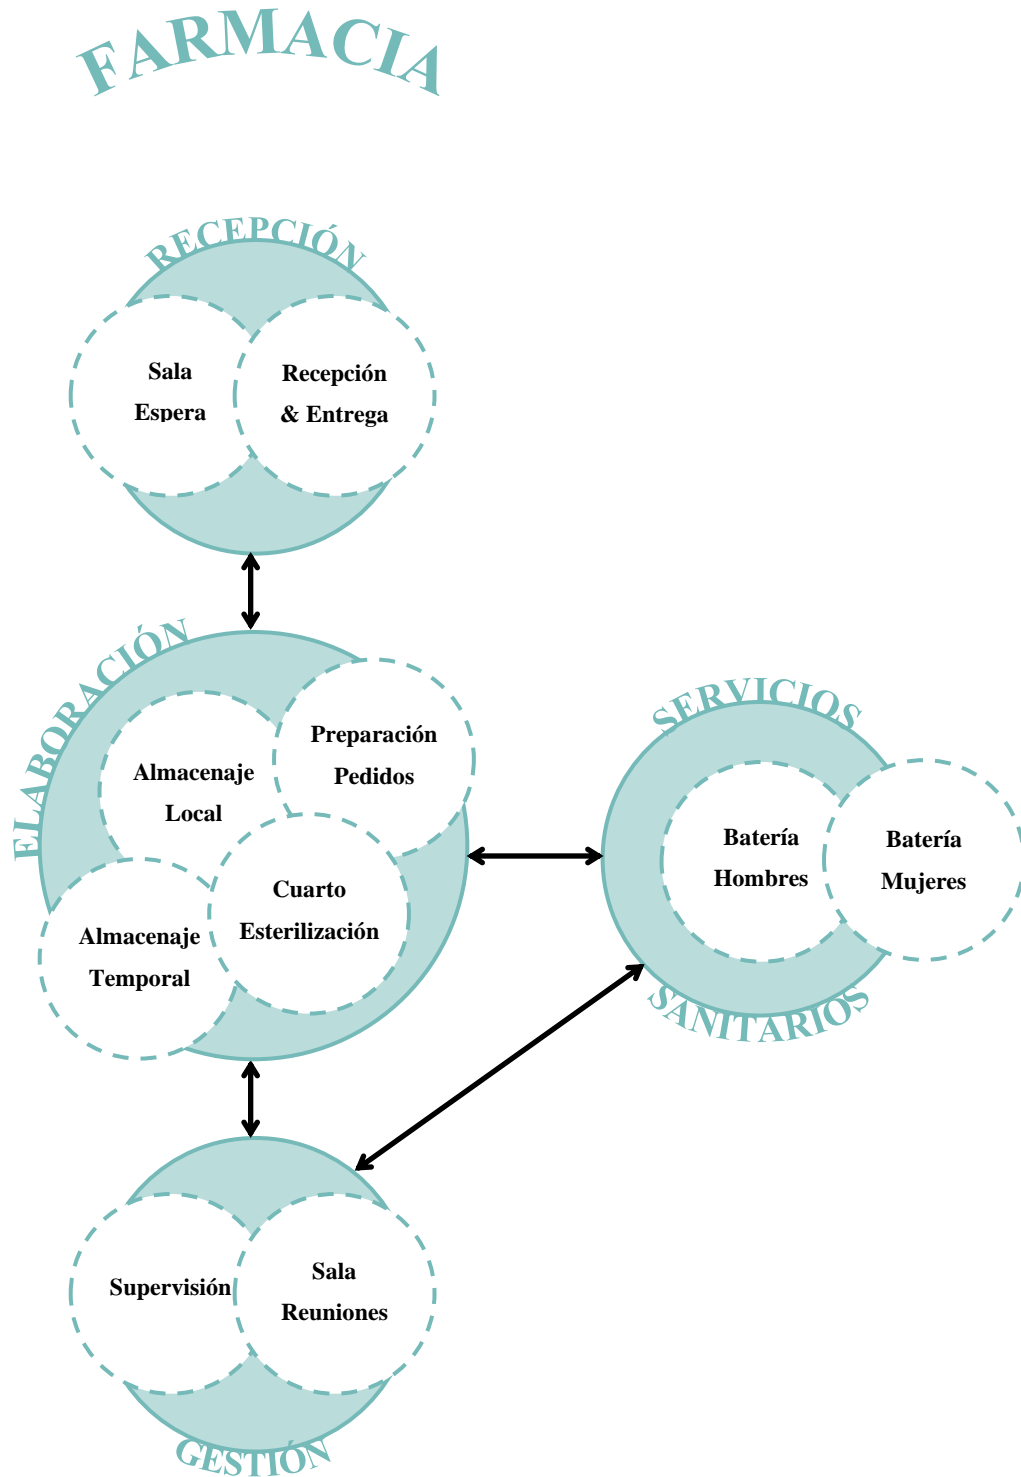 FARMACIA
RECEPCIÓN
Sala
Espera
Recepción
& Entrega
ELABORACIÓN
Preparación
Pedidos
Almacenaje
Local
Cuarto
Esterilización
Almacenaje
Temporal
SERVICIOS
Batería
Hombres
Batería
Mujeres
SANITARIOS
Supervisión
Sala
Reuniones
GESTIÓN